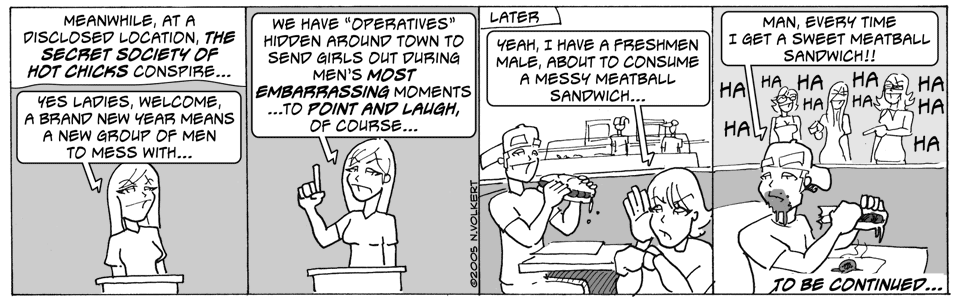 MEANWHILE, AT A
DISCLOSED LOCATION, THE
SECRET SOCIETY OF
HOT CHICKS CONSPIRE...
YES LADIES, WELCOME,
A BRAND NEW YEAR MEANS
A NEW GROUP OF MEN
TO MESS WITH...
WE HAVE "OPERATIVES"
HIDDEN AROUND TOWN TO
SEND GIRLS OUT DURING
MEN'S MOST
EMBARRASSING MOMENTS
...TO POINT AND LAUGH,
OF COURSE...
©2005 N.VOLKERT
LATER
YEAH, I HAVE A FRESHMEN
MALE, ABOUT TO CONSUME
A MESSY MEATBALL
SANDWICH...
MAN, EVERY TIME
I GET A SWEET MEATBALL
SANDWICH!!
HA
HA
HA
HA
HA
HA
HA
HA
HA
HA
TO BE CONTINUED...